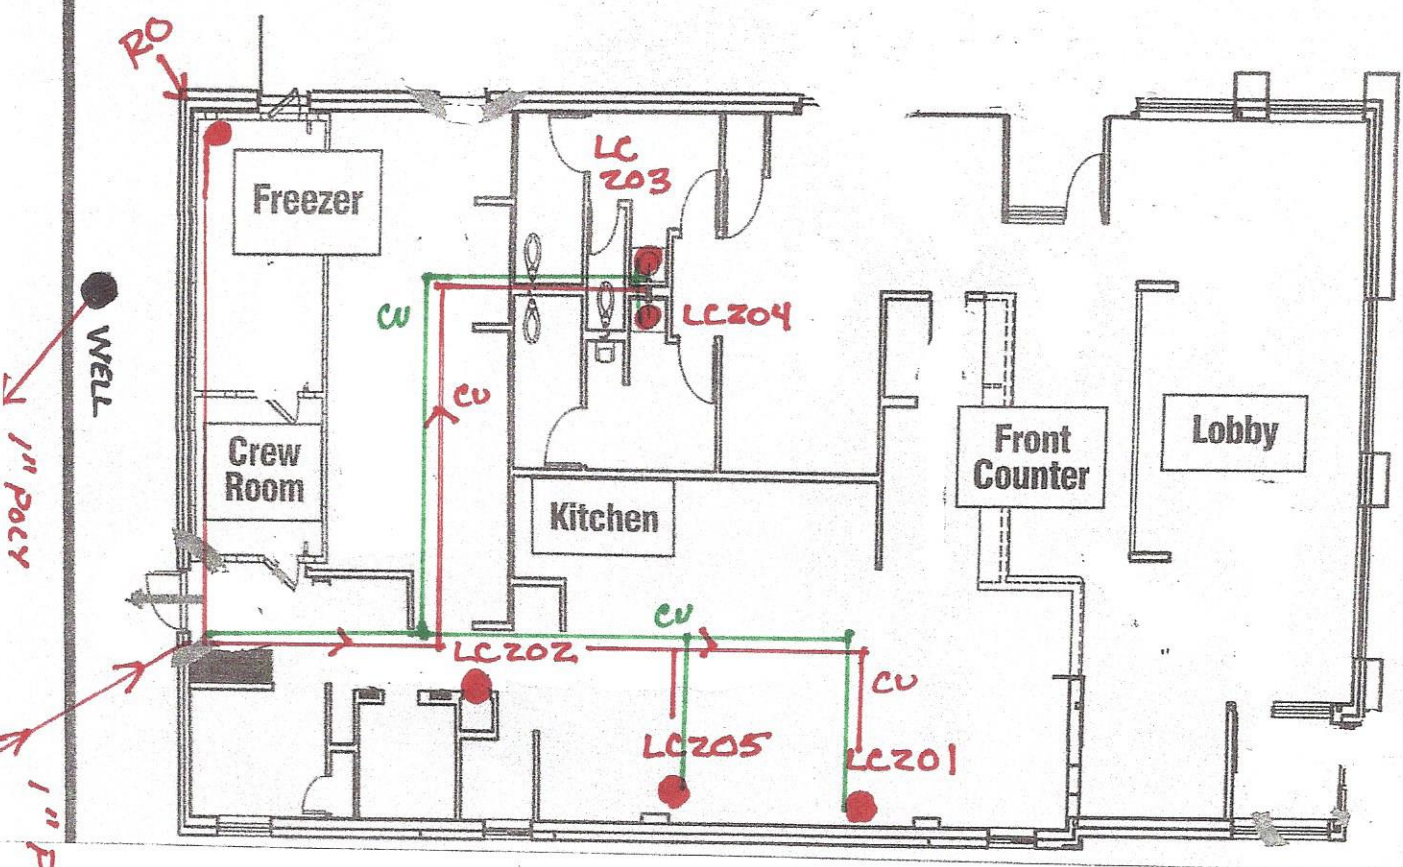 RO
Freezer
LC
203
CU
LC204
WELL
CU
1" POLY
Crew
Room
Front
Counter
Lobby
Kitchen
CU
LC202
CU
LC205
LC201
1" P